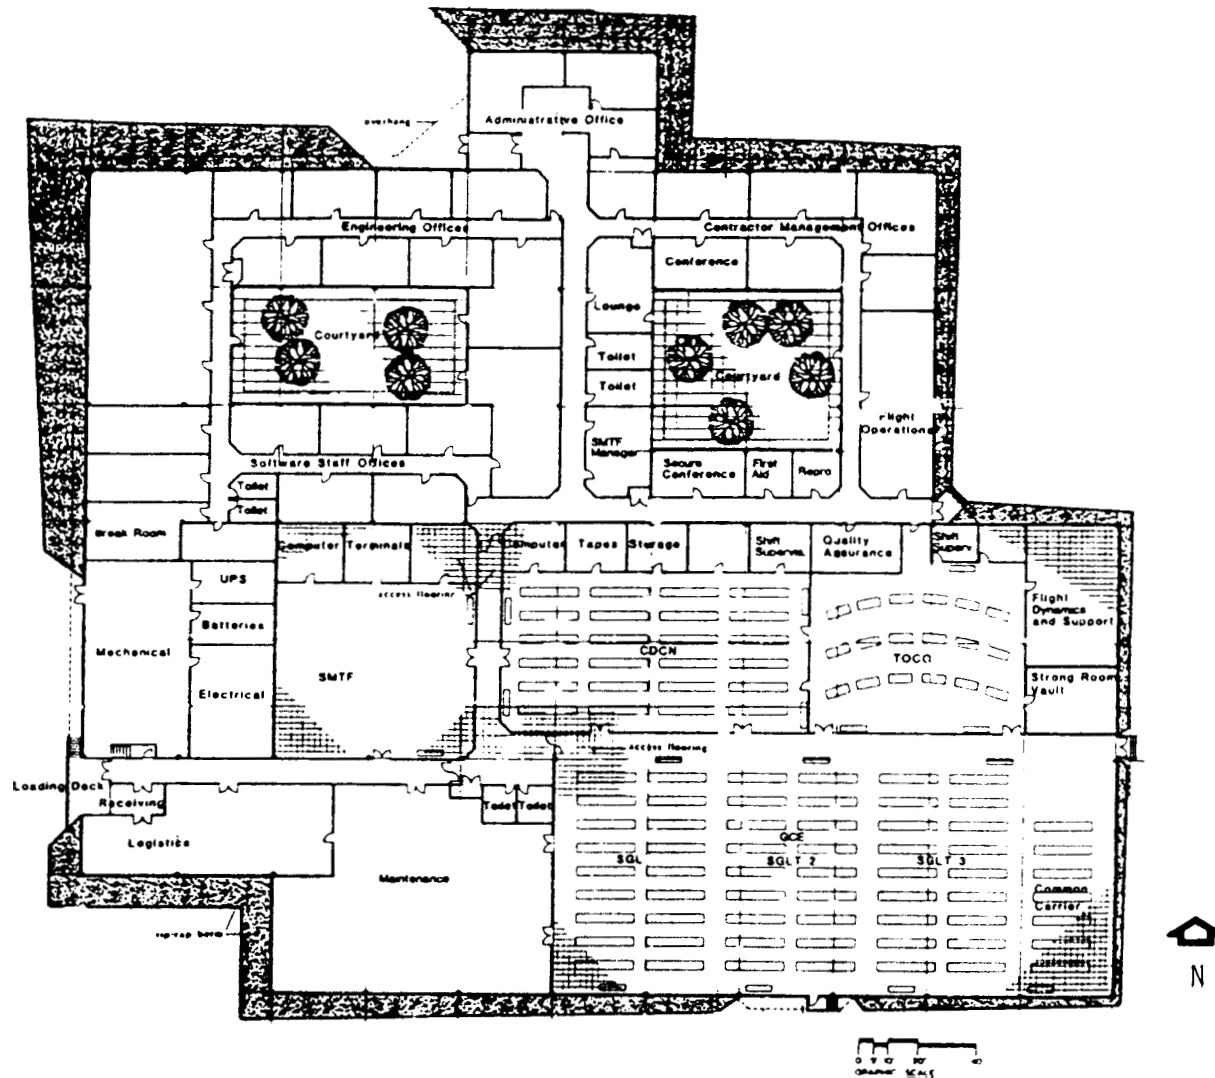 overhang
Administrative Office
Engineering Offices
Contractor Management Offices
Conference
Lounge
Courtyard
Toilet
Courtyard
Toilet
Flight
Operations
SMTF
Manager
Software Staff Offices
Secure
Conference
First
Aid
Repro
Toilet
Toilet
Break Room
Computer
Terminals
Computer
Tapes
Storage
Shift
Quality
Assurance
Shift
Superv.
UPS
access flooring
Flight
Dynamics
and Support
Batteries
Mechanical
CDCN
Electrical
SMTF
Strong Room
Vault
access flooring
Loading Dock
Receiving
Toilet
Toilet
Logistics
GCE
SGL
SGLT 2
SGLT 3
Maintenance
Common
Carrier
rip-rap berm
N
GRAPHIC SCALE